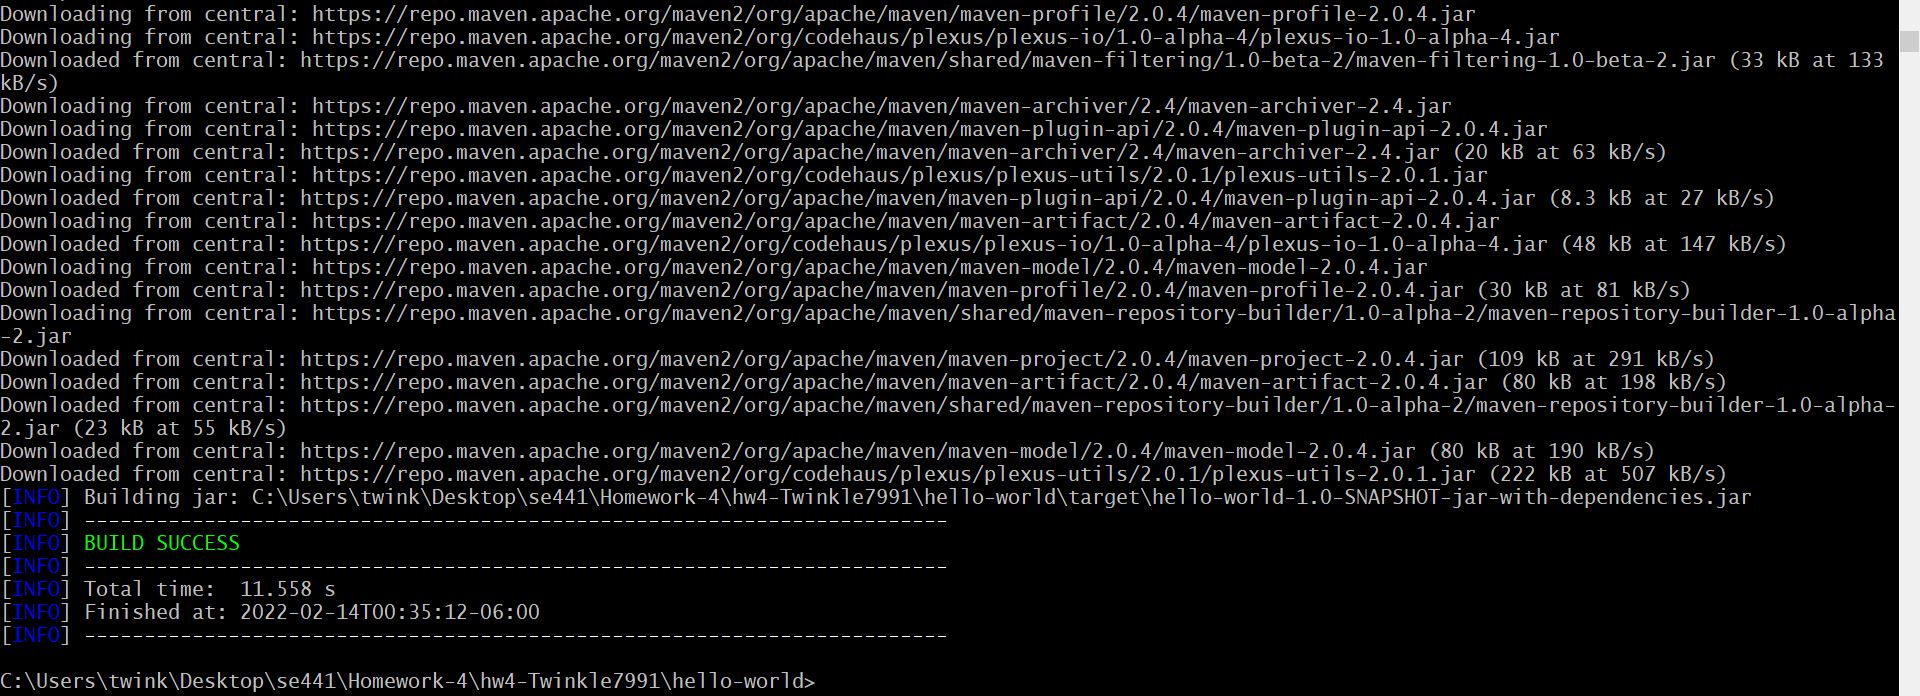 Downloading from central: https://repo.maven.apache.org/maven2/org/apache/maven/maven-profile/2.0.4/maven-profile-2.0.4.jar
Downloading from central: https://repo.maven.apache.org/maven2/org/codehaus/plexus/plexus-io/1.0-alpha-4/plexus-io-1.0-alpha-4.jar
Downloaded from central: https://repo.maven.apache.org/maven2/org/apache/maven/shared/maven-filtering/1.0-beta-2/maven-filtering-1.0-beta-2.jar (33 kB at 133
kB/s)
Downloading from central: https://repo.maven.apache.org/maven2/org/apache/maven/maven-archiver/2.4/maven-archiver-2.4.jar
Downloading from central: https://repo.maven.apache.org/maven2/org/apache/maven/maven-plugin-api/2.0.4/maven-plugin-api-2.0.4.jar
Downloaded from central: https://repo.maven.apache.org/maven2/org/apache/maven/maven-archiver/2.4/maven-archiver-2.4.jar (20 kB at 63 kB/s)
Downloading from central: https://repo.maven.apache.org/maven2/org/codehaus/plexus/plexus-utils/2.0.1/plexus-utils-2.0.1.jar
Downloaded from central: https://repo.maven.apache.org/maven2/org/apache/maven/maven-plugin-api/2.0.4/maven-plugin-api-2.0.4.jar (8.3 kB at 27 kB/s)
Downloading from central: https://repo.maven.apache.org/maven2/org/apache/maven/maven-artifact/2.0.4/maven-artifact-2.0.4.jar
Downloaded from central: https://repo.maven.apache.org/maven2/org/codehaus/plexus/plexus-io/1.0-alpha-4/plexus-io-1.0-alpha-4.jar (48 kB at 147 kB/s)
Downloading from central: https://repo.maven.apache.org/maven2/org/apache/maven/maven-model/2.0.4/maven-model-2.0.4.jar
Downloaded from central: https://repo.maven.apache.org/maven2/org/apache/maven/maven-profile/2.0.4/maven-profile-2.0.4.jar (30 kB at 81 kB/s)
Downloading from central: https://repo.maven.apache.org/maven2/org/apache/maven/shared/maven-repository-builder/1.0-alpha-2/maven-repository-builder-1.0-alpha
-2.jar
Downloaded from central: https://repo.maven.apache.org/maven2/org/apache/maven/maven-project/2.0.4/maven-project-2.0.4.jar (109 kB at 291 kB/s)
Downloaded from central: https://repo.maven.apache.org/maven2/org/apache/maven/maven-artifact/2.0.4/maven-artifact-2.0.4.jar (80 kB at 198 kB/s)
Downloaded from central: https://repo.maven.apache.org/maven2/org/apache/maven/shared/maven-repository-builder/1.0-alpha-2/maven-repository-builder-1.0-alpha-
2.jar (23 kB at 55 kB/s)
Downloaded from central: https://repo.maven.apache.org/maven2/org/apache/maven/maven-model/2.0.4/maven-model-2.0.4.jar (80 kB at 190 kB/s)
Downloaded from central: https://repo.maven.apache.org/maven2/org/codehaus/plexus/plexus-utils/2.0.1/plexus-utils-2.0.1.jar (222 kB at 507 kB/s)
[INFO] Building jar: C:\Users\twink\Desktop\se441\Homework-4\hw4-Twinkle7991\hello-world\target\hello-world-1.0-SNAPSHOT-jar-with-dependencies.jar
[INFO] ------------------------------------------------------------------------
[INFO] BUILD SUCCESS
[INFO] ------------------------------------------------------------------------
[INFO] Total time:  11.558 s
[INFO] Finished at: 2022-02-14T00:35:12-06:00
[INFO] ------------------------------------------------------------------------
C:\Users\twink\Desktop\se441\Homework-4\hw4-Twinkle7991\hello-world>